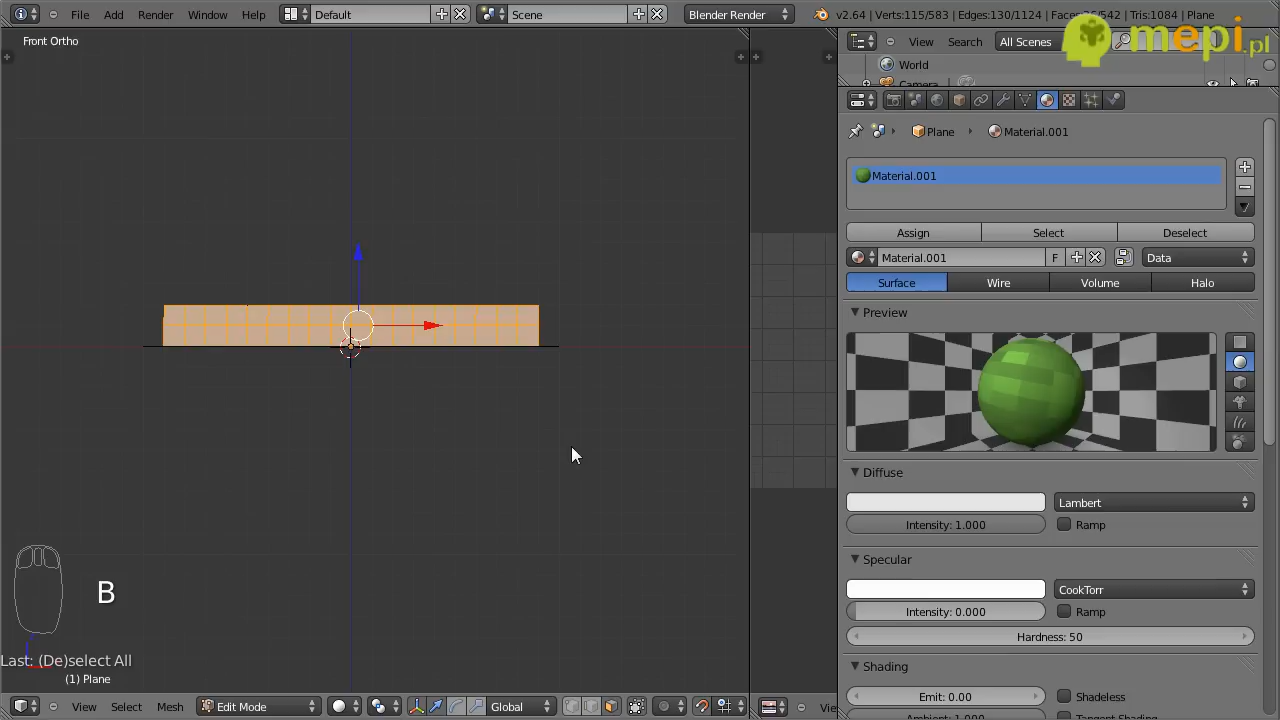 File Add Render Window Help Default Scene Blender Render v2.64 | Verts:115/583 | Edges:130/1124 | Face
/542 | Tris:1084 | Plane
Front Ortho
View Search All Scenes
mepi.pl
World
Camera
Plane Material.001
Material.001
Assign Select Deselect
Material.001 F Data
Surface Wire Volume Halo
Preview
Diffuse
Lambert
Intensity: 1.000 Ramp
Specular
CookTorr
Intensity: 0.000 Ramp
Hardness: 50
Shading
Emit: 0.00 Shadeless
B
Last: (De)select All
(1) Plane
View Select Mesh Edit Mode Global